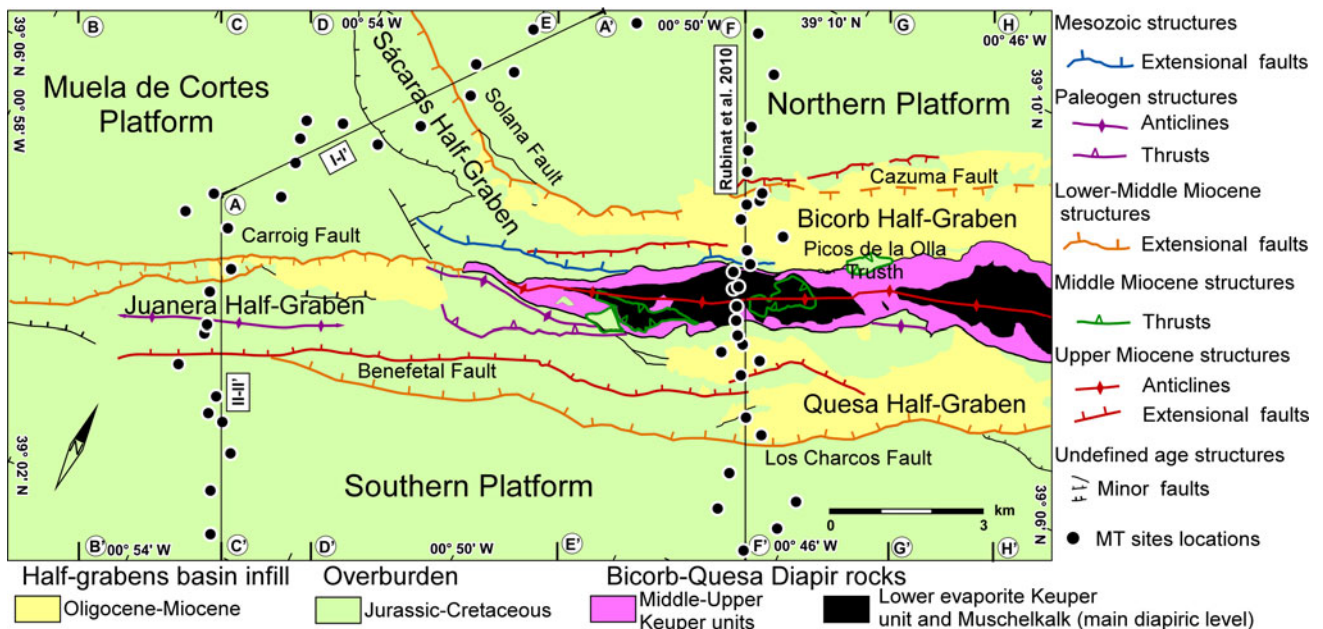 B
C
D
E
A'
F
G
H
00° 54 W
00° 50' W
39° 10' N
00° 46' W
39° 06' N
00° 58' W
39° 10' N
Muela de Cortes
Platform
Sácaras Half-Graben
Solana Fault
I-I'
A
Rubinat et al. 2010
Northern Platform
Cazuma Fault
Bicorb Half-Graben
Picos de la Olla
Trusth
Carroig Fault
Juanera Half-Graben
Benefetal Fault
II-II'
Quesa Half-Graben
Los Charcos Fault
Southern Platform
39° 02' N
39° 06' N
0
3
km
B'
00° 54' W
C'
D'
00° 50' W
E'
F'
00° 46' W
G'
H'
Mesozoic structures
Extensional faults
Paleogen structures
Anticlines
Thrusts
Lower-Middle Miocene
structures
Extensional faults
Middle Miocene structures
Thrusts
Upper Miocene structures
Anticlines
Extensional faults
Undefined age structures
Minor faults
MT sites locations
Half-grabens basin infill
Overburden
Bicorb-Quesa Diapir rocks
Oligocene-Miocene
Jurassic-Cretaceous
Middle-Upper
Keuper units
Lower evaporite Keuper
unit and Muschelkalk (main diapiric level)